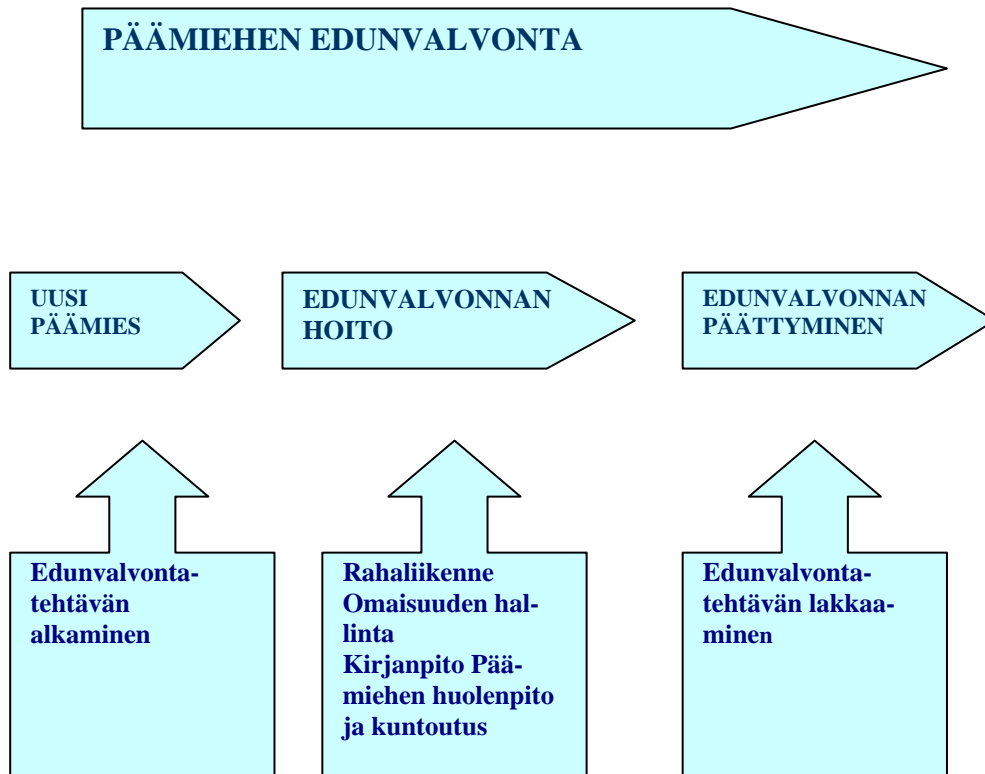 PÄÄMIEHEN EDUNVALVONTA
UUSI
PÄÄMIES
EDUNVALVONNAN
HOITO
EDUNVALVONNAN
PÄÄTTYMINEN
Edunvalvonta-
tehtävän
alkaminen
Rahaliikenne
Omaisuuden hal-
linta
Kirjanpito Pää-
miehen huolenpito
ja kuntoutus
Edunvalvonta-
tehtävän lakkaa-
minen